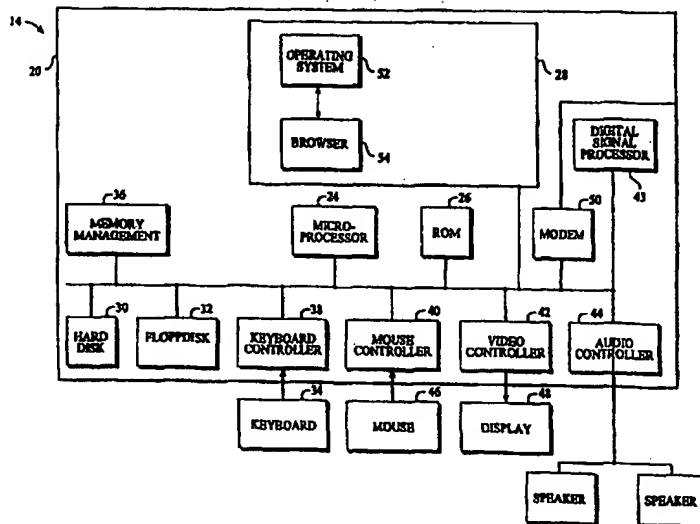 14
20
OPERATING
SYSTEM
52
28
BROWSER
54
DIGITAL
SIGNAL
PROCESSOR
43
36
MEMORY
MANAGEMENT
24
MICRO-
PROCESSOR
26
ROM
50
MODEM
30
HARD
DISK
32
FLOPPDISK
38
KEYBOARD
CONTROLLER
40
MOUSE
CONTROLLER
42
VIDEO
CONTROLLER
44
AUDIO
CONTROLLER
34
KEYBOARD
46
MOUSE
48
DISPLAY
SPEAKER
SPEAKER